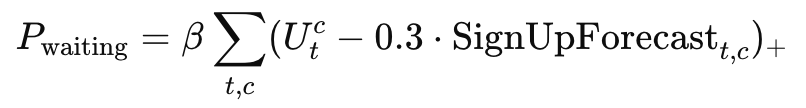 P_waiting = β ∑_{t,c} (U_t^c − 0.3 · SignUpForecast_{t,c})_+